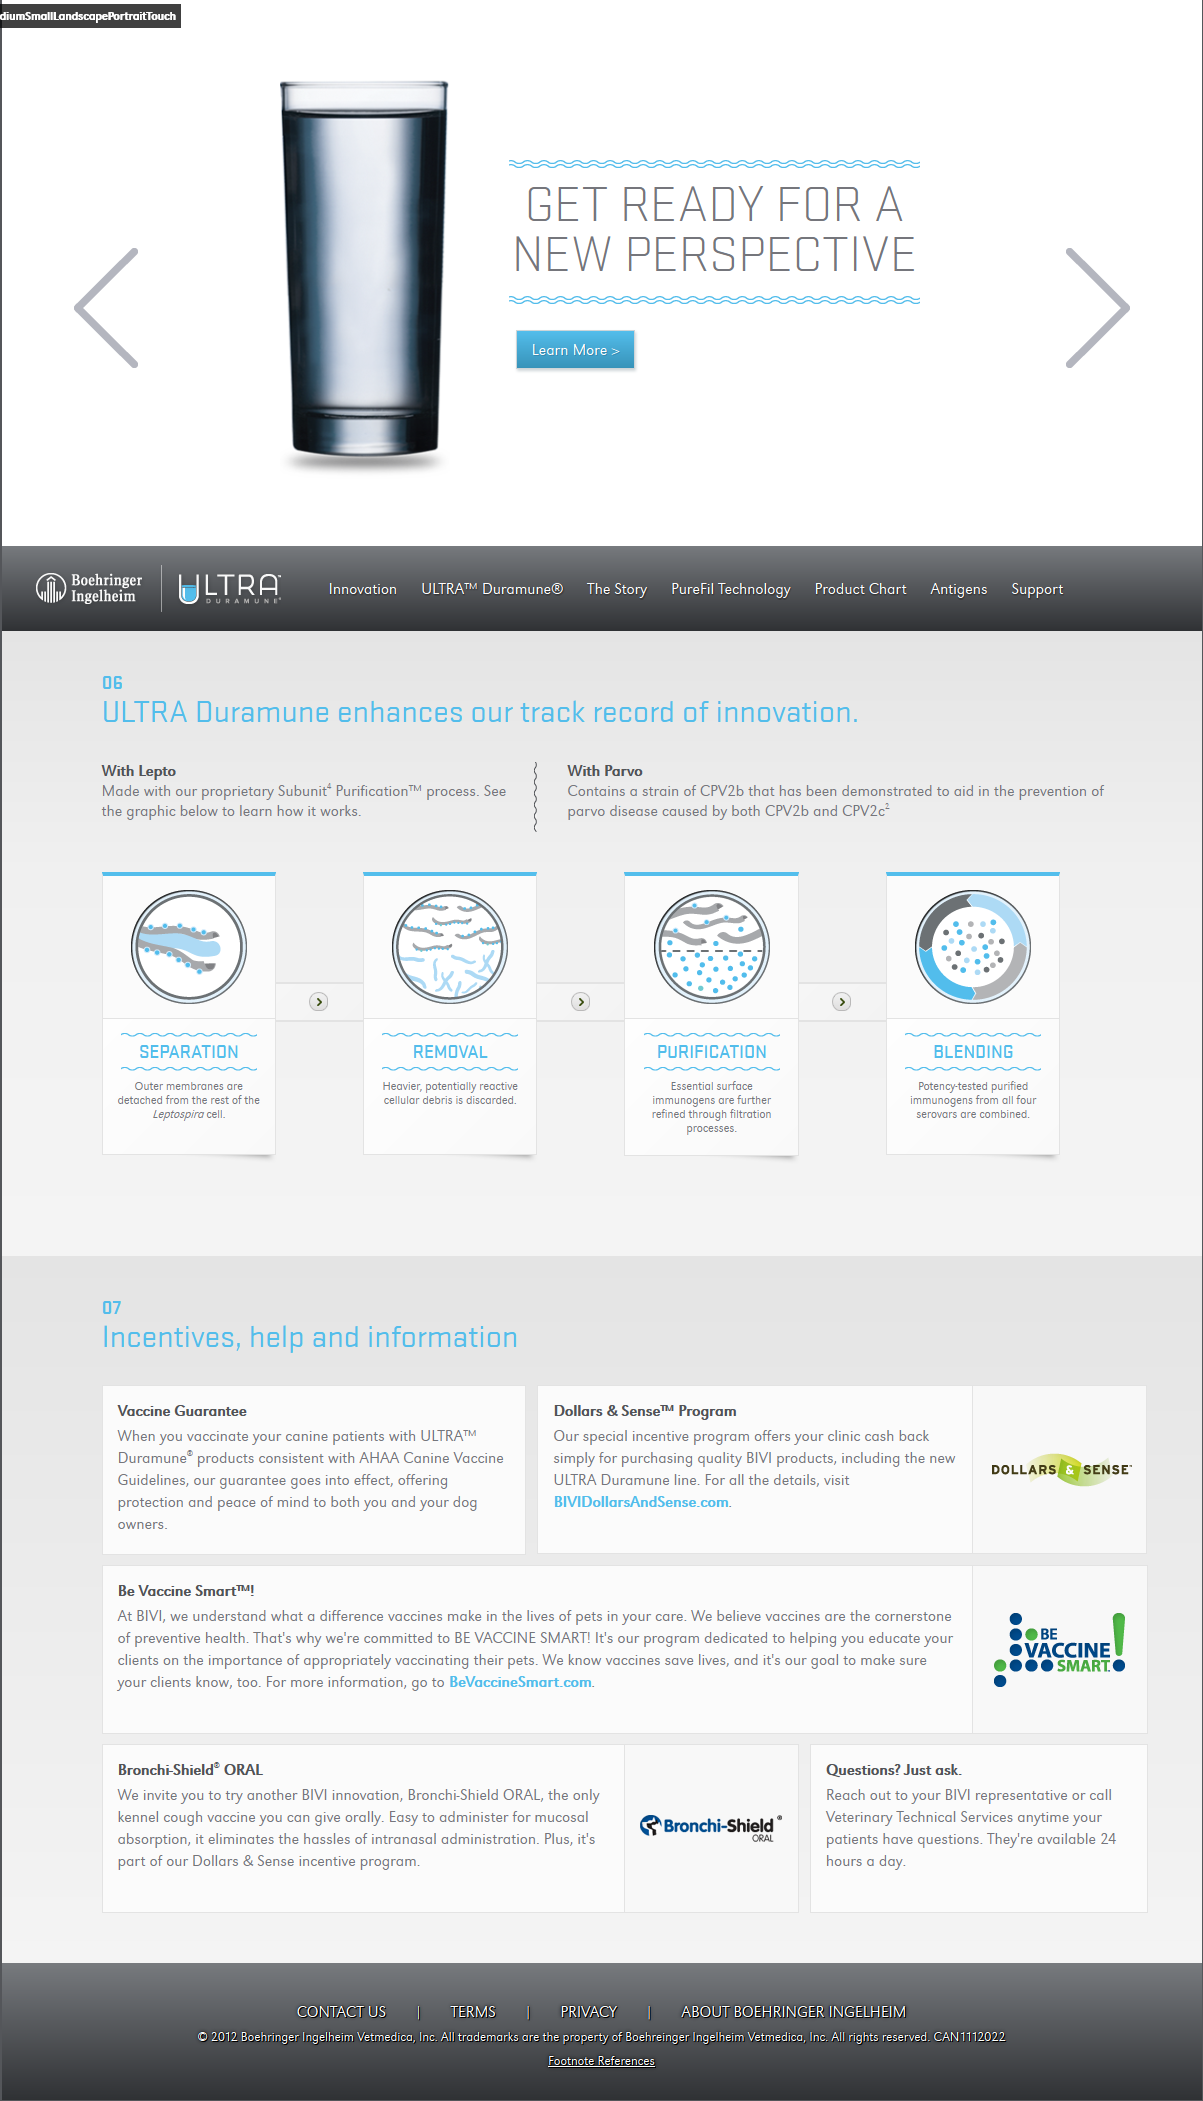 diumSmallLandscapePortraitTouch
GET READY FOR A
NEW PERSPECTIVE
Learn More >
Boehringer
Ingelheim
ULTRA
DURAMUNE®
Innovation
ULTRA™ Duramune®
The Story
PureFil Technology
Product Chart
Antigens
Support
06
ULTRA Duramune enhances our track record of innovation.
With Lepto
Made with our proprietary Subunit4 Purification™ process. See
the graphic below to learn how it works.
With Parvo
Contains a strain of CPV2b that has been demonstrated to aid in the prevention of
parvo disease caused by both CPV2b and CPV2c2
SEPARATION
Outer membranes are
detached from the rest of the
Leptospira cell.
REMOVAL
Heavier, potentially reactive
cellular debris is discarded.
PURIFICATION
Essential surface
immunogens are further
refined through filtration
processes.
BLENDING
Potency-tested purified
immunogens from all four
serovars are combined.
07
Incentives, help and information
Vaccine Guarantee
When you vaccinate your canine patients with ULTRA™
Duramune® products consistent with AHAA Canine Vaccine
Guidelines, our guarantee goes into effect, offering
protection and peace of mind to both you and your dog
owners.
Dollars & Sense™ Program
Our special incentive program offers your clinic cash back
simply for purchasing quality BIVI products, including the new
ULTRA Duramune line. For all the details, visit
BIVIDollarsAndSense.com.
DOLLARS & SENSE™
Be Vaccine Smart™!
At BIVI, we understand what a difference vaccines make in the lives of pets in your care. We believe vaccines are the cornerstone
of preventive health. That's why we're committed to BE VACCINE SMART! It's our program dedicated to helping you educate your
clients on the importance of appropriately vaccinating their pets. We know vaccines save lives, and it's our goal to make sure
your clients know, too. For more information, go to BeVaccineSmart.com.
BE
VACCINE
SMART!
Bronchi-Shield® ORAL
We invite you to try another BIVI innovation, Bronchi-Shield ORAL, the only
kennel cough vaccine you can give orally. Easy to administer for mucosal
absorption, it eliminates the hassles of intranasal administration. Plus, it's
part of our Dollars & Sense incentive program.
Bronchi-Shield®
ORAL
Questions? Just ask.
Reach out to your BIVI representative or call
Veterinary Technical Services anytime your
patients have questions. They're available 24
hours a day.
CONTACT US | TERMS | PRIVACY | ABOUT BOEHRINGER INGELHEIM
© 2012 Boehringer Ingelheim Vetmedica, Inc. All trademarks are the property of Boehreinger Ingelheim Vetmedica, Inc. All rights reserved. CAN1112022
Footnote References